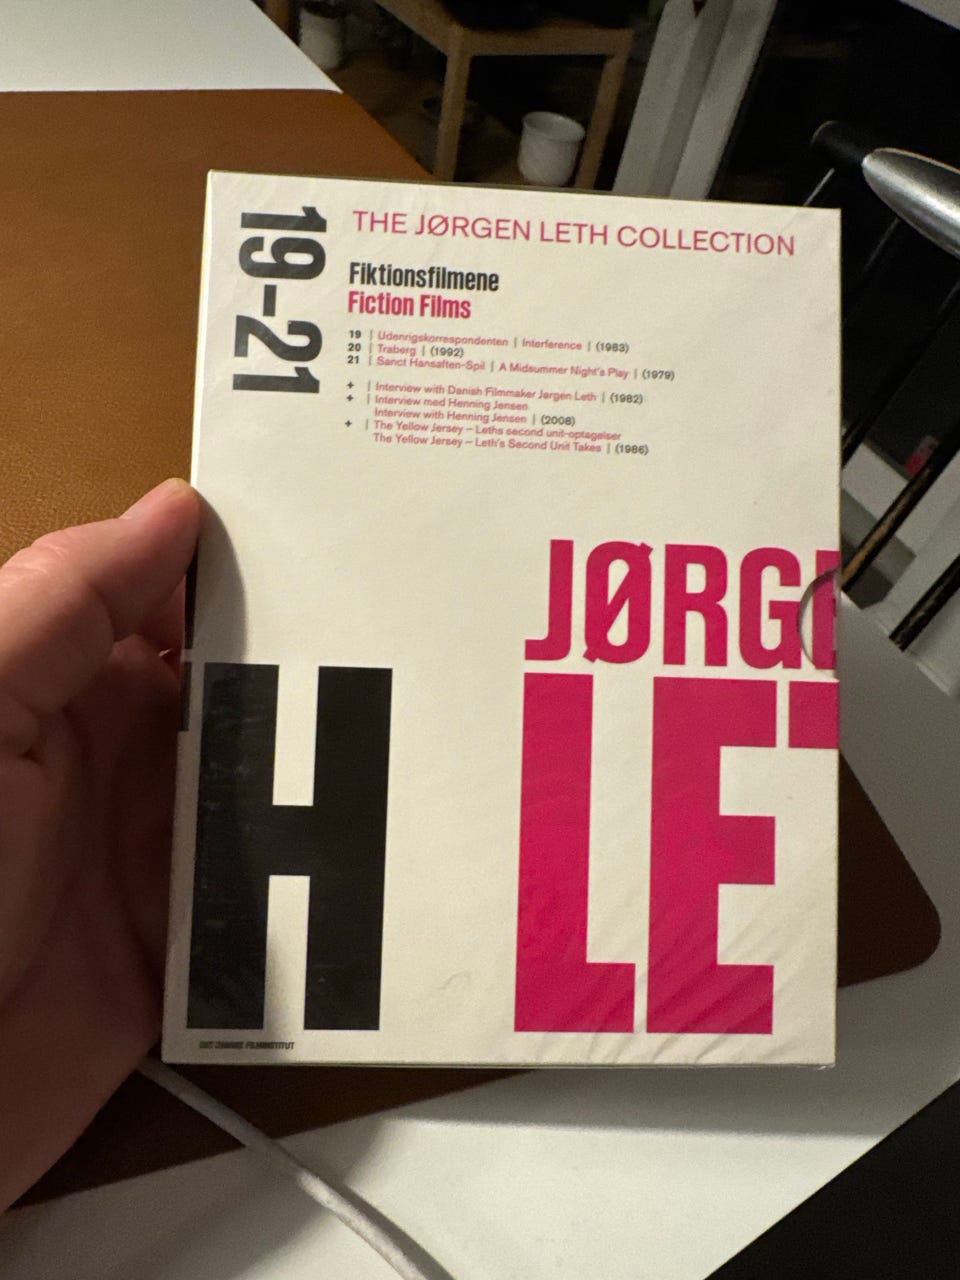 19-21
THE JØRGEN LETH COLLECTION
Fiktionsfilmene
Fiction Films
19 | Udenrigskorrespondenten | Interference | (1983)
20 | Traberg | (1992)
21 | Sanct Hansaften-Spil | A Midsummer Night's Play | (1979)
+ | Interview with Danish Filmmaker Jørgen Leth | (1982)
+ | Interview med Henning Jensen
Interview with Henning Jensen | (2008)
+ | The Yellow Jersey – Leths second unit-optagelser
The Yellow Jersey – Leth's Second Unit Takes | (1986)
JØRGE
H LET
DET DANSKE FILMINSTITUT